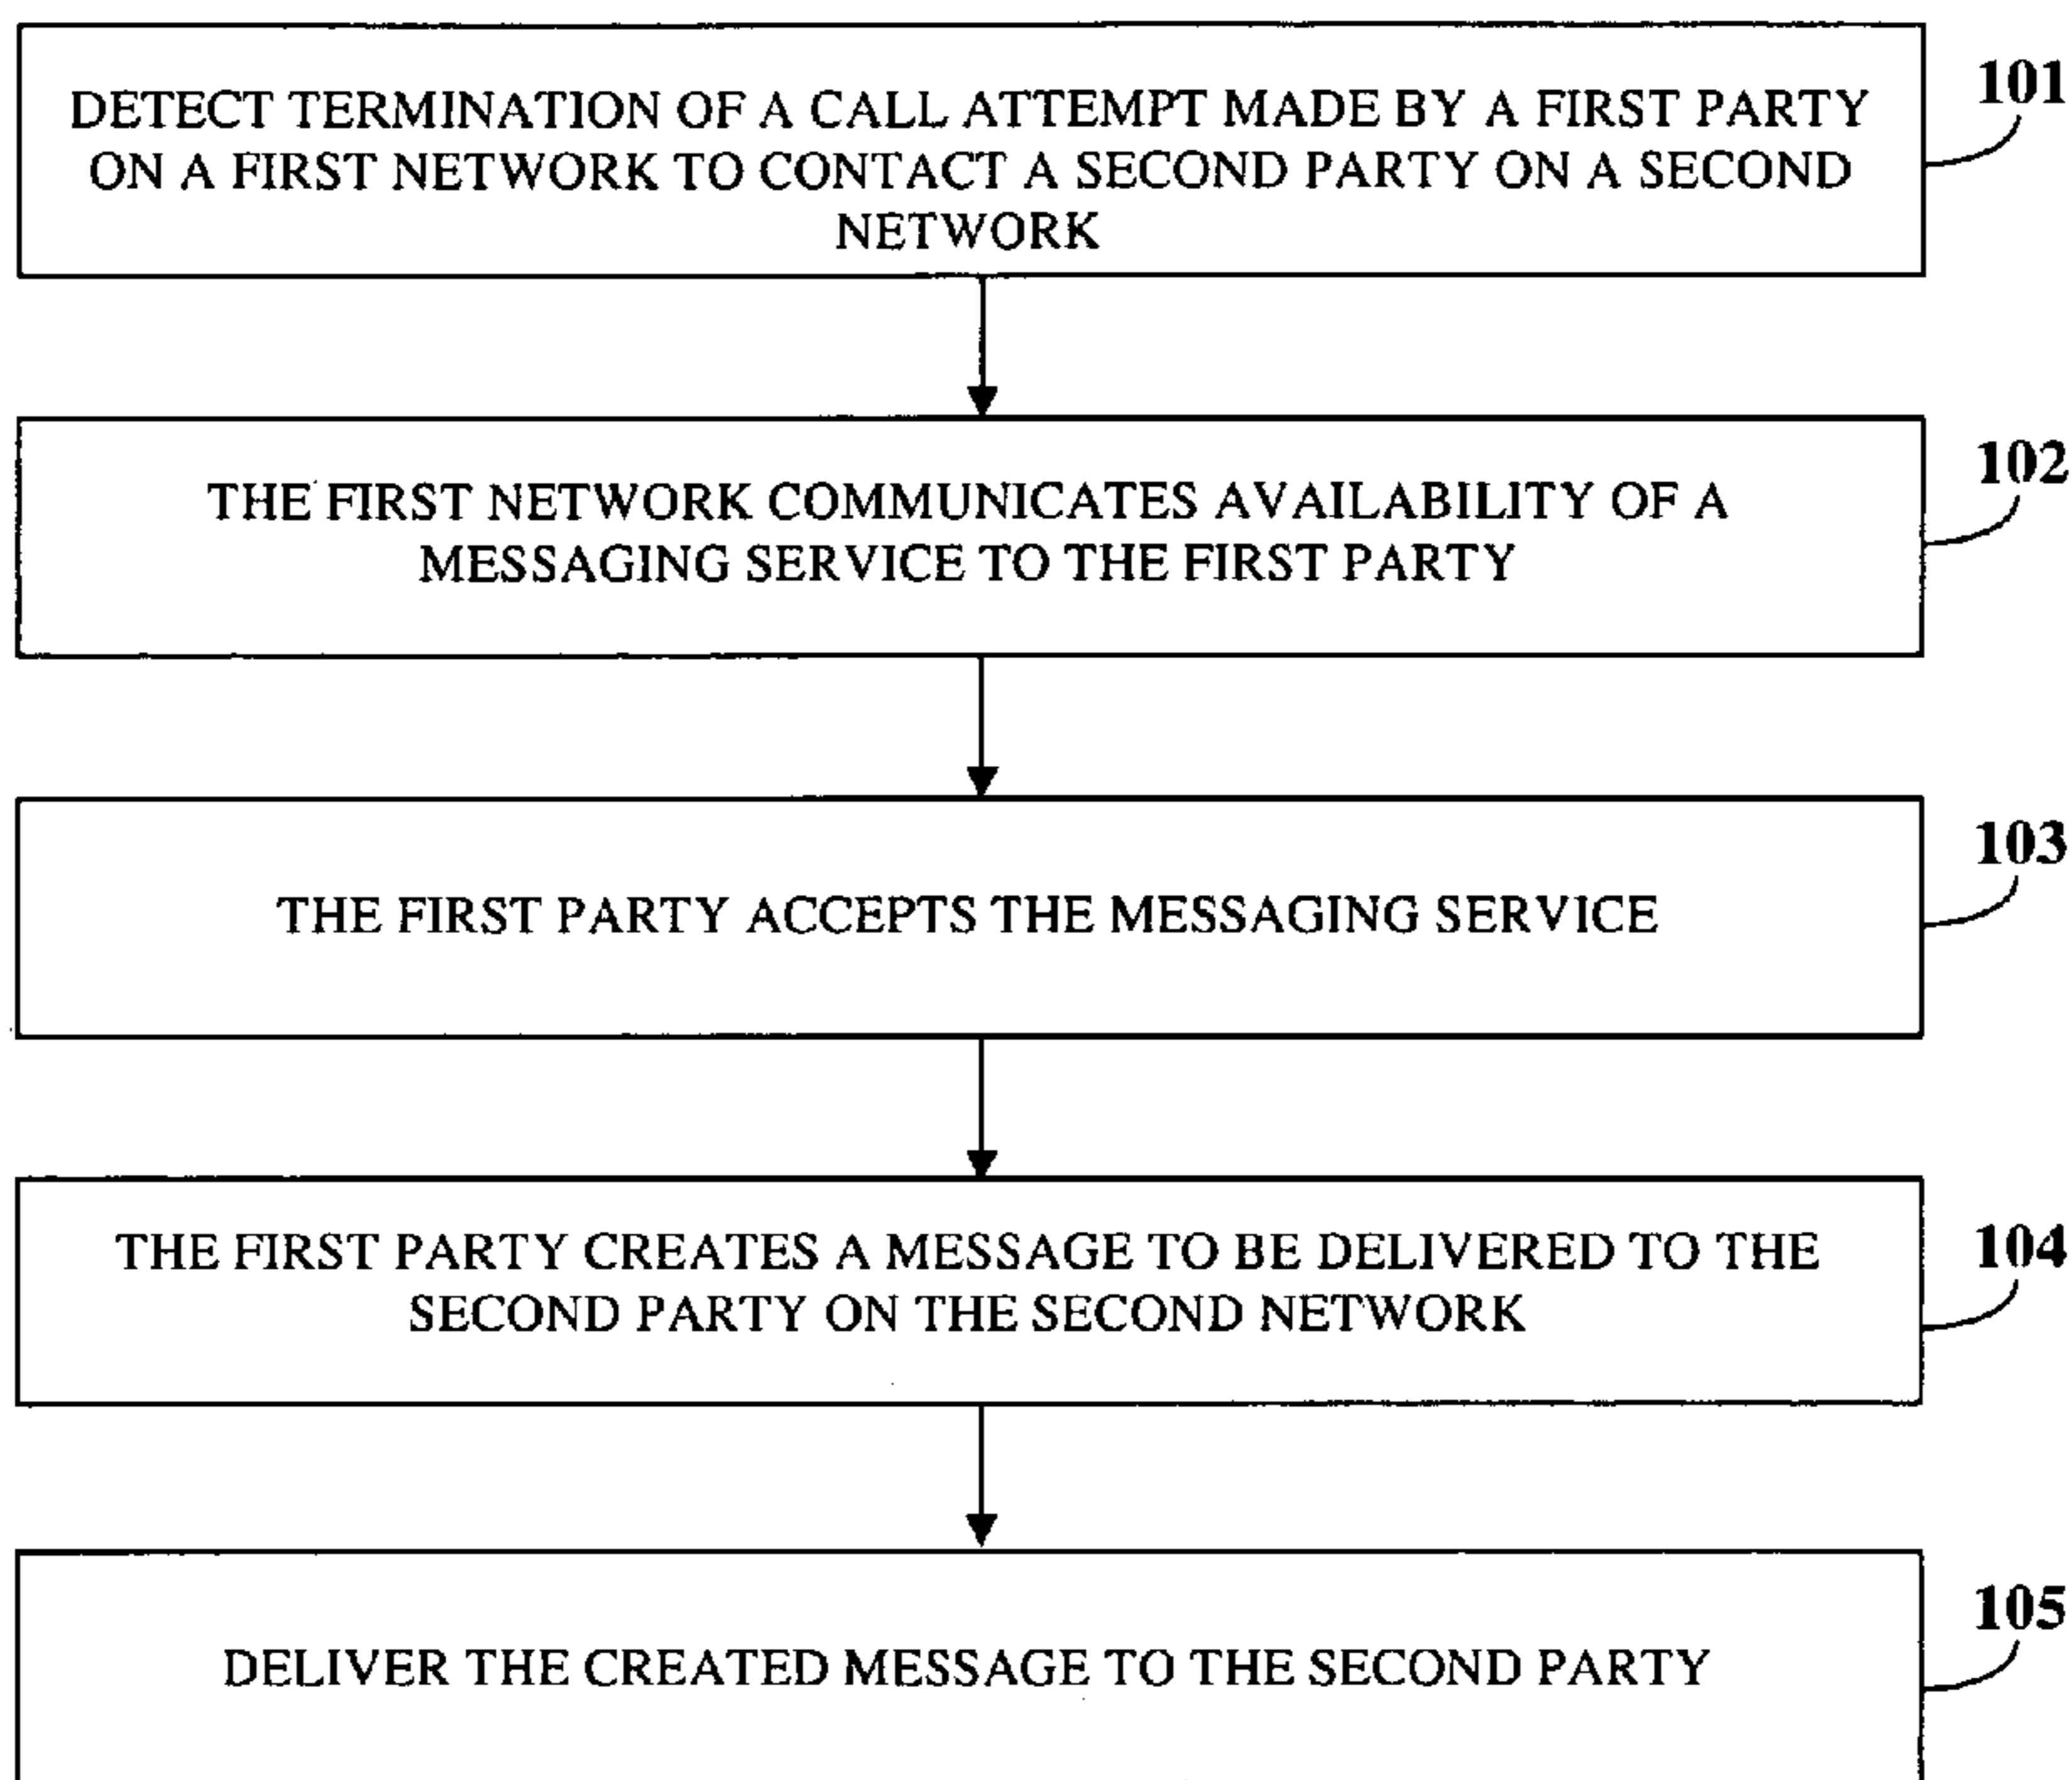 DETECT TERMINATION OF A CALL ATTEMPT MADE BY A FIRST PARTY
ON A FIRST NETWORK TO CONTACT A SECOND PARTY ON A SECOND
NETWORK
101
THE FIRST NETWORK COMMUNICATES AVAILABILITY OF A
MESSAGING SERVICE TO THE FIRST PARTY
102
THE FIRST PARTY ACCEPTS THE MESSAGING SERVICE
103
THE FIRST PARTY CREATES A MESSAGE TO BE DELIVERED TO THE
SECOND PARTY ON THE SECOND NETWORK
104
DELIVER THE CREATED MESSAGE TO THE SECOND PARTY
105